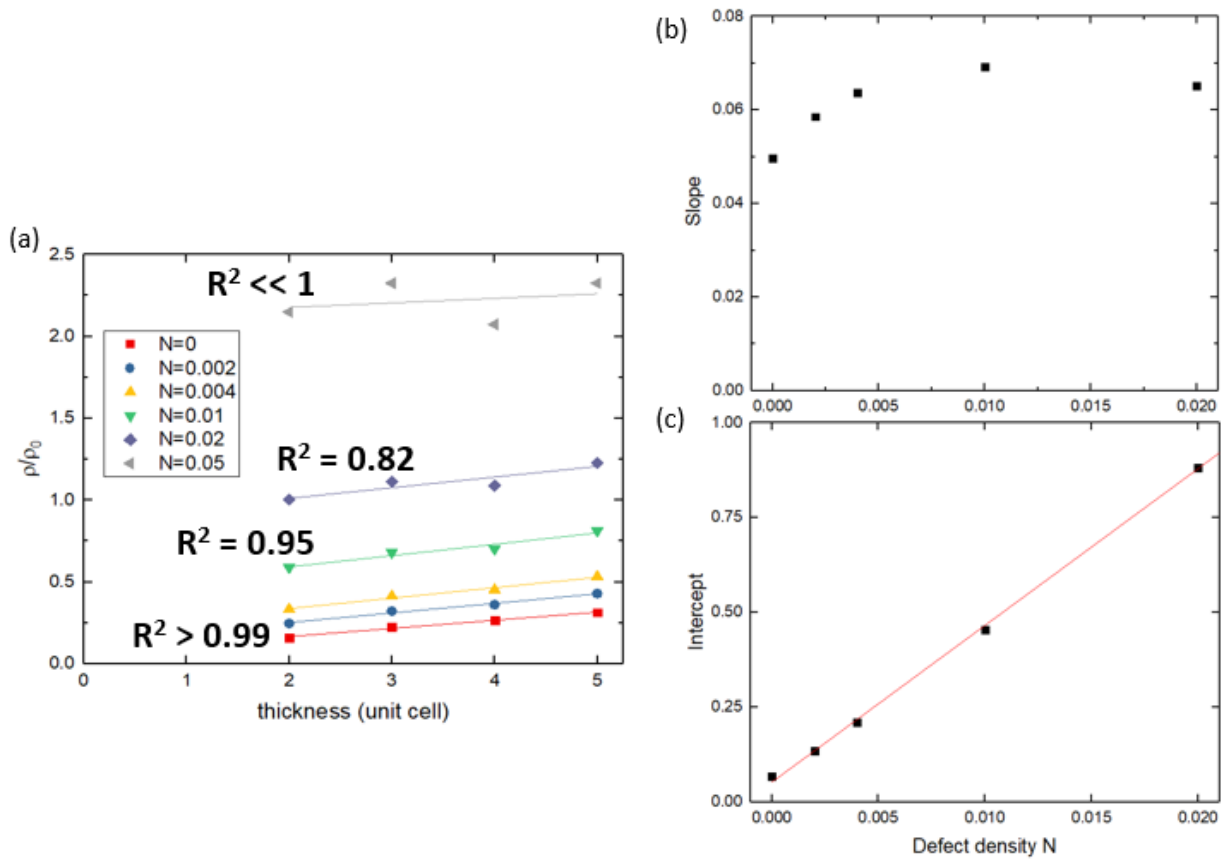 (a)
2.5
2.0
1.5
1.0
0.5
0.0
ρ/ρ₀
R² << 1
N=0
N=0.002
N=0.004
N=0.01
N=0.02
N=0.05
R² = 0.82
R² = 0.95
R² > 0.99
0 1 2 3 4 5
thickness (unit cell)
(b)
0.08
0.06
0.04
0.02
0.00
Slope
0.000 0.005 0.010 0.015 0.020
(c)
1.00
0.75
0.50
0.25
0.00
Intercept
0.000 0.005 0.010 0.015 0.020
Defect density N